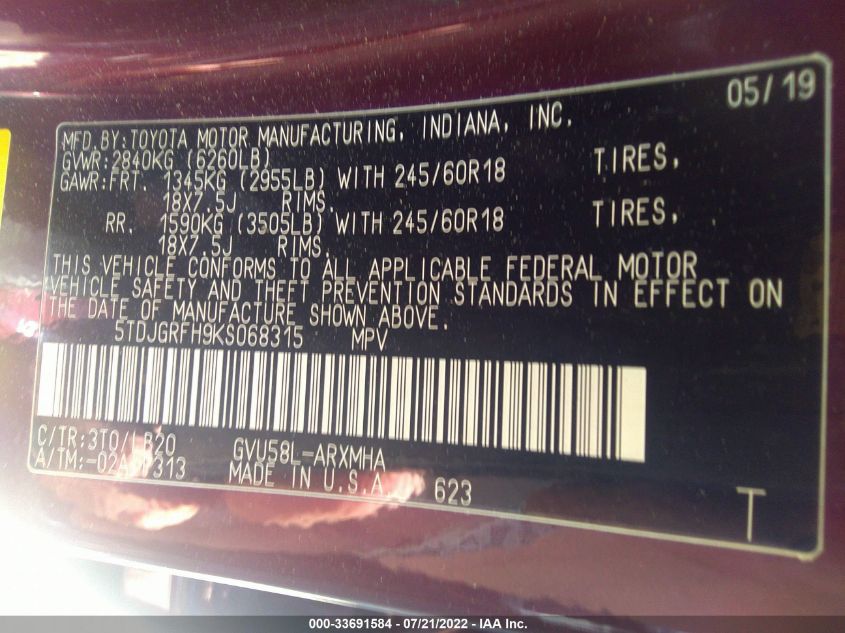 05/19
MFD.BY:TOYOTA MOTOR MANUFACTURING, INDIANA, INC.
GVWR:2840KG (6260LB)
GAWR:FRT. 1345KG (2955LB) WITH 245/60R18 TIRES,
18X7.5J RIMS.
RR. 1590KG (3505LB) WITH 245/60R18 TIRES,
18X7.5J RIMS.
THIS VEHICLE CONFORMS TO ALL APPLICABLE FEDERAL MOTOR
VEHICLE SAFETY AND THEFT PREVENTION STANDARDS IN EFFECT ON
THE DATE OF MANUFACTURE SHOWN ABOVE.
5TDJGRFH9KS068315 MPV
C/TR:3T0/LB20 GVU58L-ARXMHA
A/TM: MADE IN U.S.A. 623
T
000-33691584 - 07/21/2022 - IAA Inc.